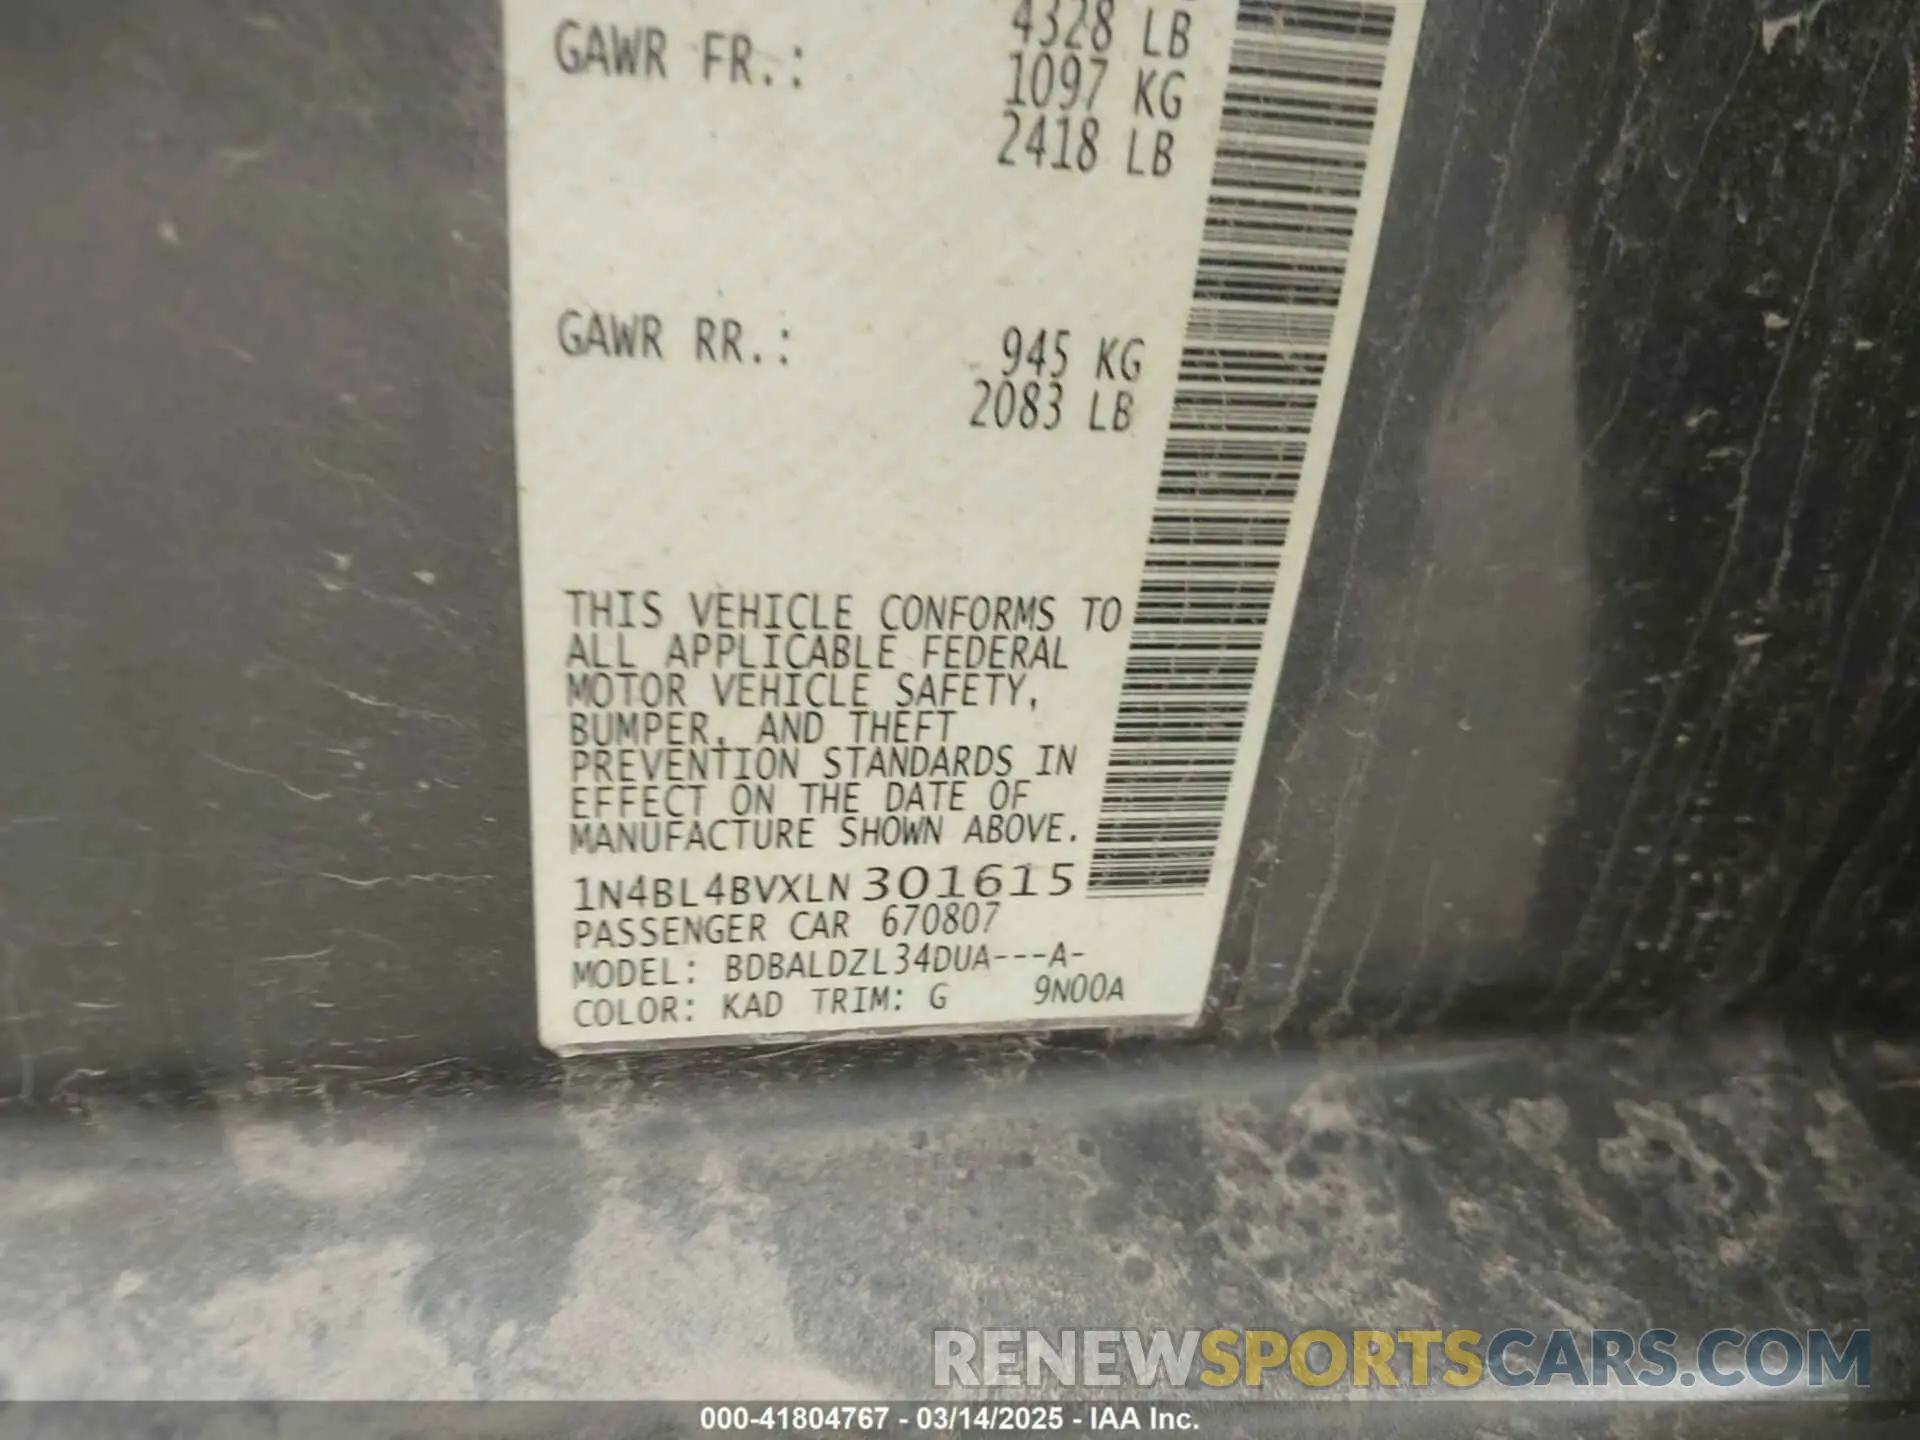 4328 LB
GAWR FR.: 1097 KG
2418 LB
GAWR RR.: 945 KG
2083 LB
THIS VEHICLE CONFORMS TO
ALL APPLICABLE FEDERAL
MOTOR VEHICLE SAFETY,
BUMPER, AND THEFT
PREVENTION STANDARDS IN
EFFECT ON THE DATE OF
MANUFACTURE SHOWN ABOVE.
1N4BL4BVXLN301615
PASSENGER CAR 670807
MODEL: BDBALDZL34DUA---A-
COLOR: KAD TRIM: G 9N00A
RENEWSPORTSCARS.COM
000-41804767 - 03/14/2025 - IAA Inc.